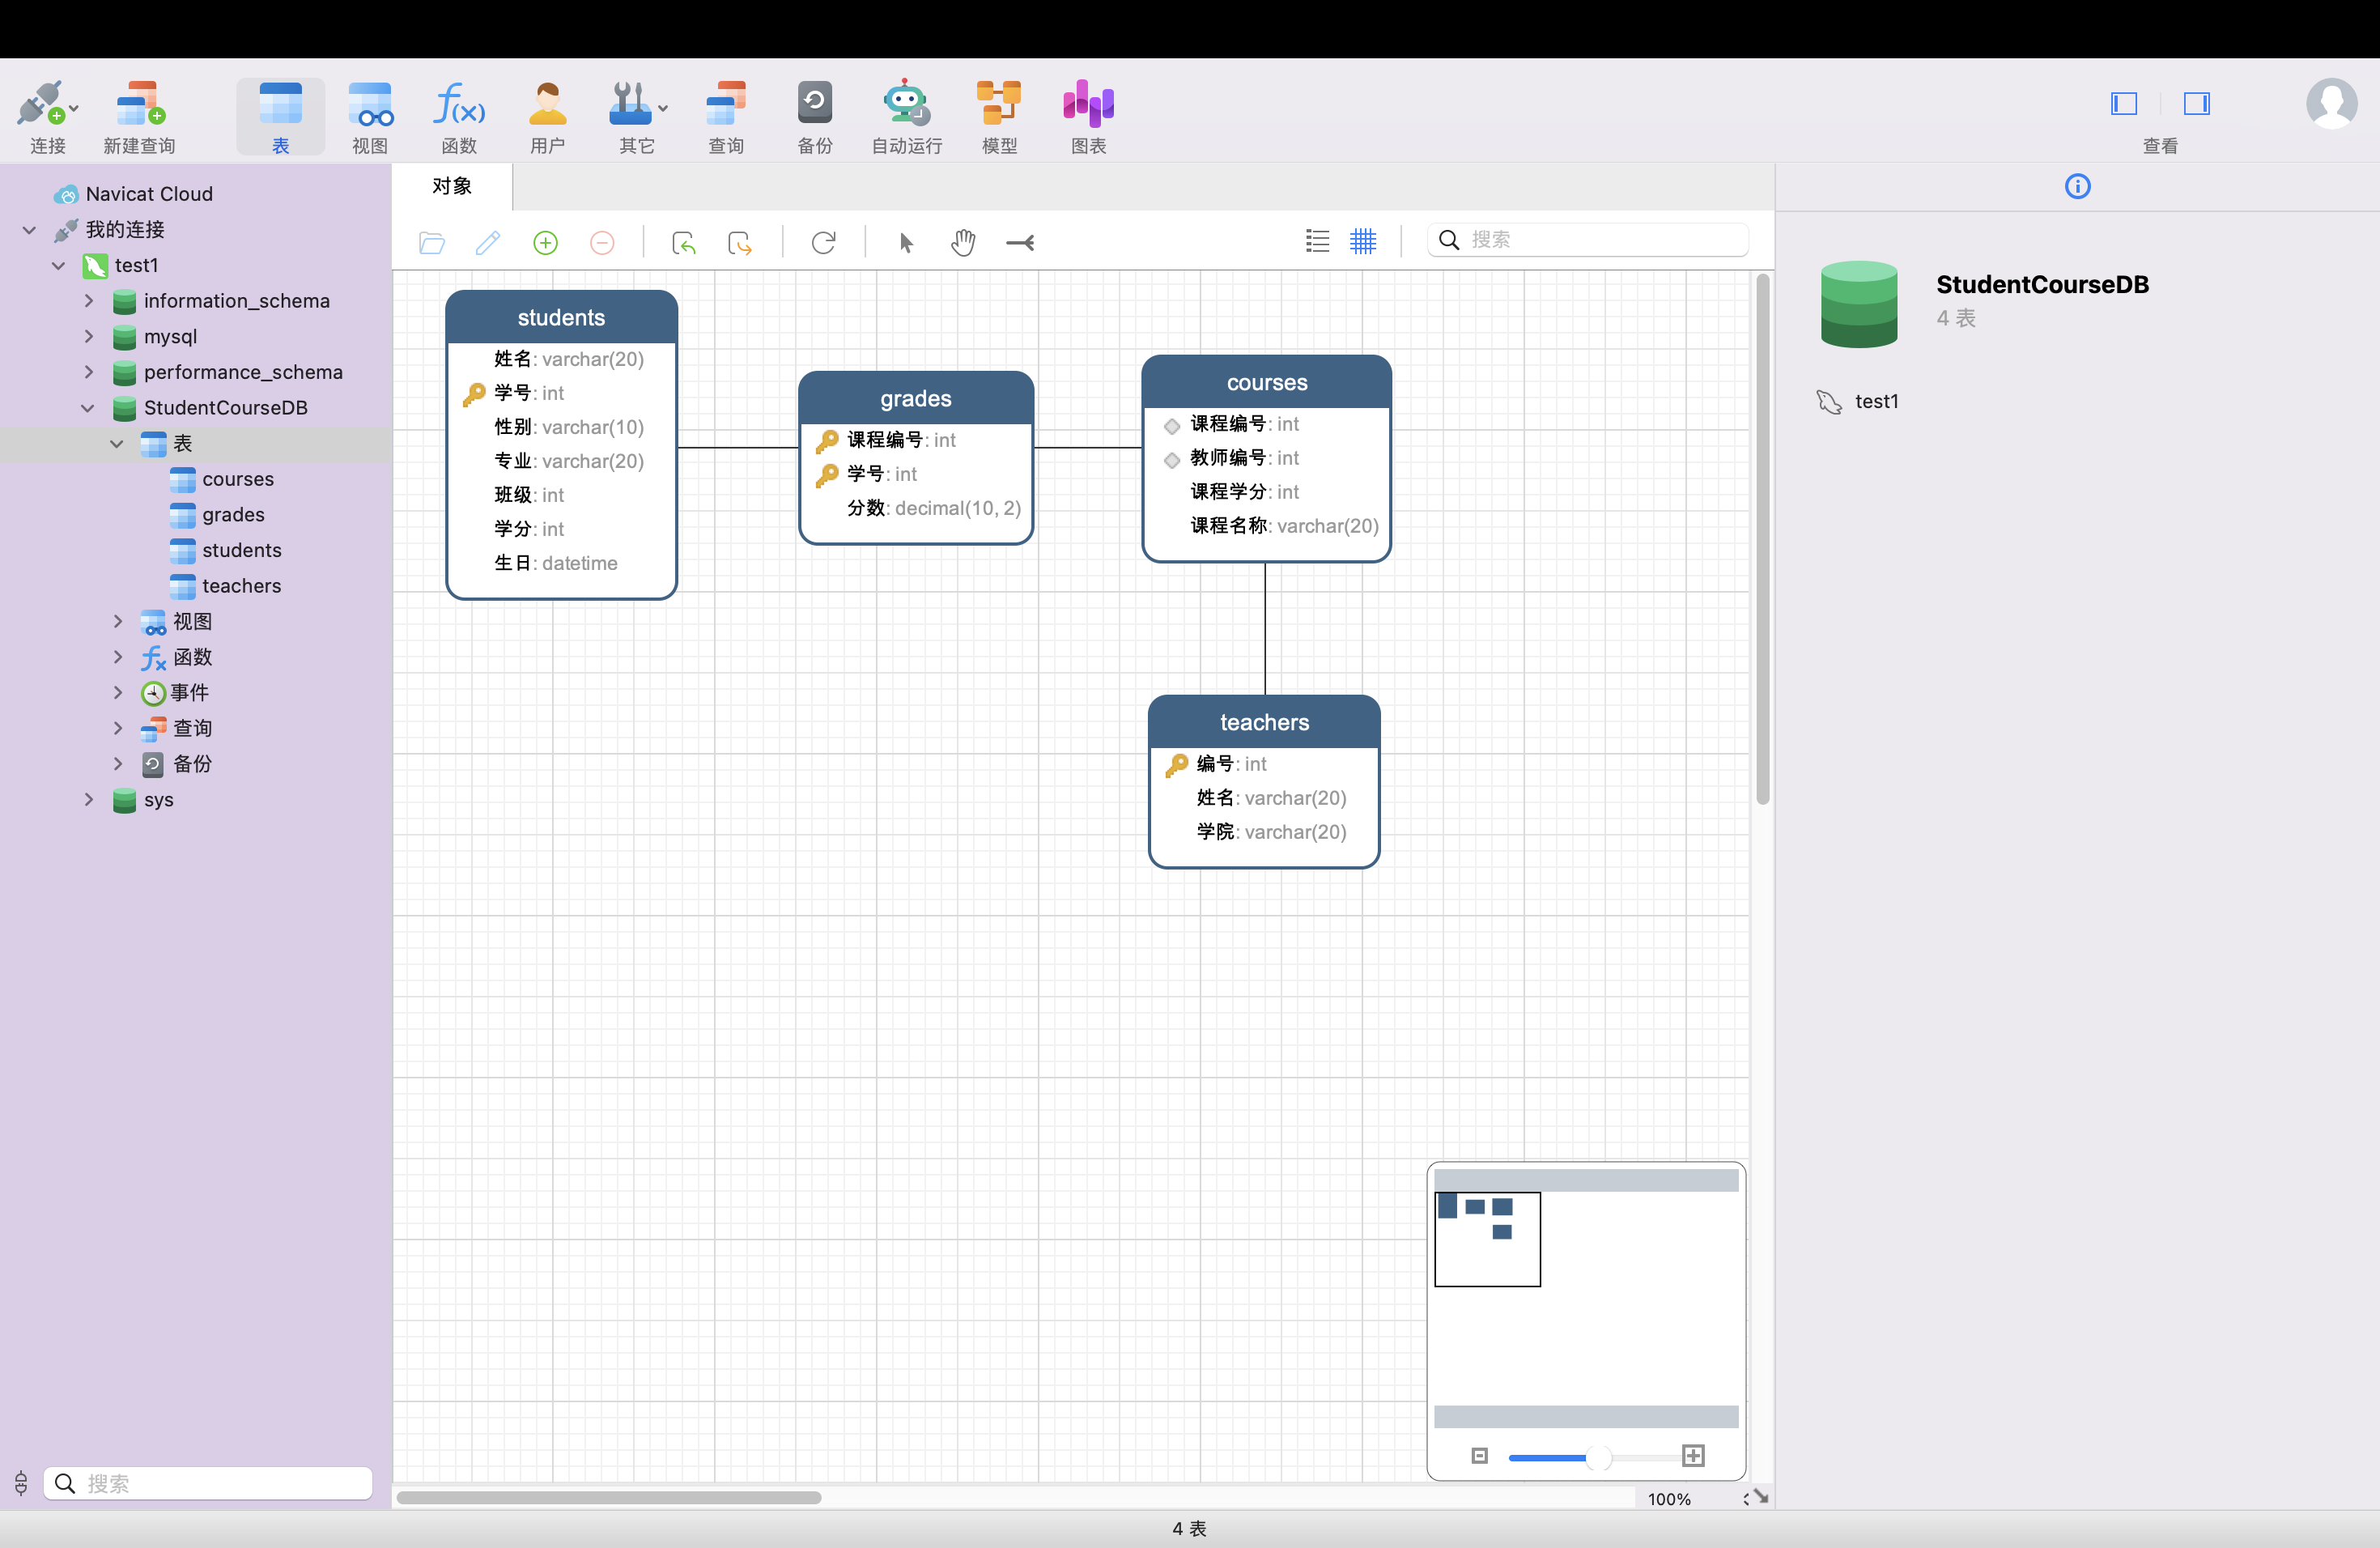 连接
新建查询
表
视图
函数
用户
其它
查询
备份
自动运行
模型
图表
查看
Navicat Cloud
我的连接
test1
information_schema
mysql
performance_schema
StudentCourseDB
表
courses
grades
students
teachers
视图
函数
事件
查询
备份
sys
搜索
对象
搜索
students
姓名: varchar(20)
学号: int
性别: varchar(10)
专业: varchar(20)
班级: int
学分: int
生日: datetime
grades
课程编号: int
学号: int
分数: decimal(10, 2)
courses
课程编号: int
教师编号: int
课程学分: int
课程名称: varchar(20)
teachers
编号: int
姓名: varchar(20)
学院: varchar(20)
100%
StudentCourseDB
4 表
test1
4 表